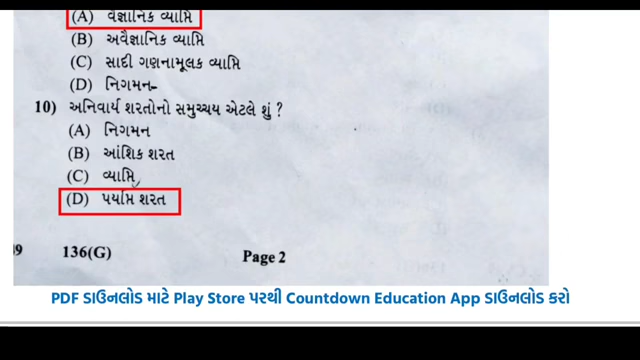 (A) વૈજ્ઞાનિક વ્યાપ્તિ
(B) અવૈજ્ઞાનિક વ્યાપ્તિ
(C) સાદી ગણનામૂલક વ્યાપ્તિ
(D) નિગમન
10) અનિવાર્ય શરતોનો સમુચ્ચય એટલે શું ?
(A) નિગમન
(B) આંશિક શરત
(C) વ્યાપ્તિ
(D) પર્યાપ્ત શરત
09 136(G) Page 2
PDF ડાઉનલોડ માટે Play Store પરથી Countdown Education App ડાઉનલોડ કરો